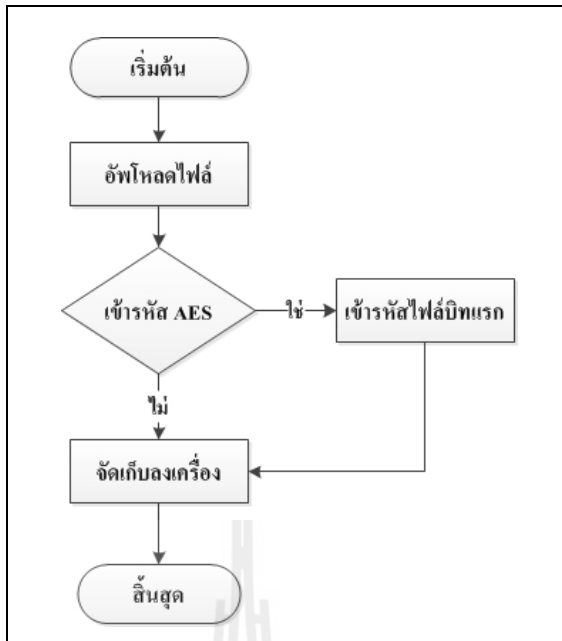 เริ่มต้น
อัพโหลดไฟล์
เข้ารหัส AES
ใช่
เข้ารหัสไฟล์บิทแรก
ไม่
จัดเก็บลงเครื่อง
สิ้นสุด